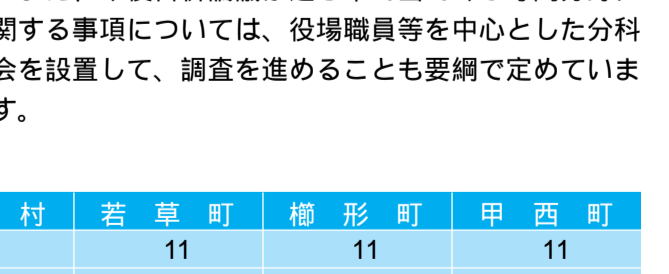 関する事項については、役場職員等を中心とした分科
会を設置して、調査を進めることも要綱で定めていま
す。
村 若草町 櫛形町 甲西町
11 11 11